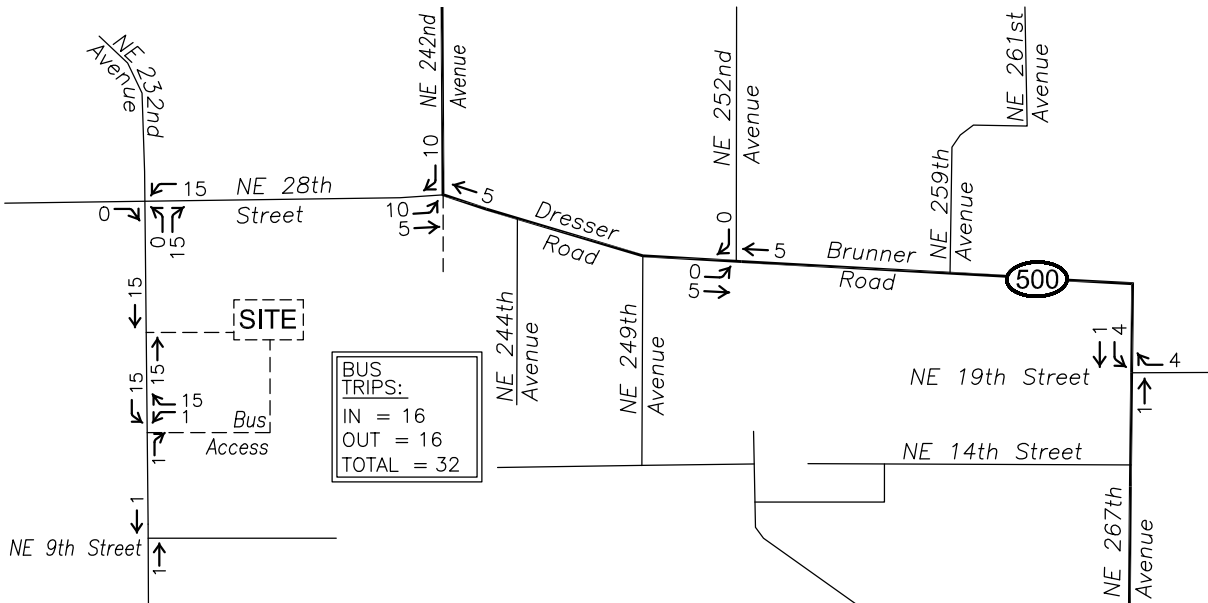 NE 232nd
Avenue
NE 242nd
Avenue
NE 252nd
Avenue
NE 261st
Avenue
NE 259th
Avenue
15
NE 28th
Street
0
0
15
10
10
5
5
Dresser
Road
0
0
5
5
Brunner
Road
500
15
SITE
15
15
15
1
Bus
Access
1
BUS
TRIPS:
IN = 16
OUT = 16
TOTAL = 32
NE 244th
Avenue
NE 249th
Avenue
1
4
4
1
NE 19th Street
NE 14th Street
NE 267th
Avenue
1
NE 9th Street
1